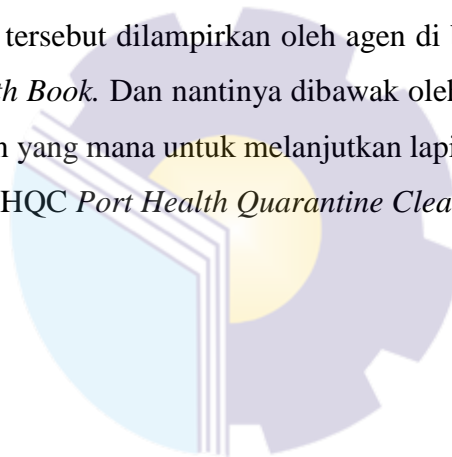 tersebut dilampirkan oleh agen di
th Book. Dan nantinya dibawak oleh
yang mana untuk melanjutkan lapi
HQC Port Health Quarantine Clea